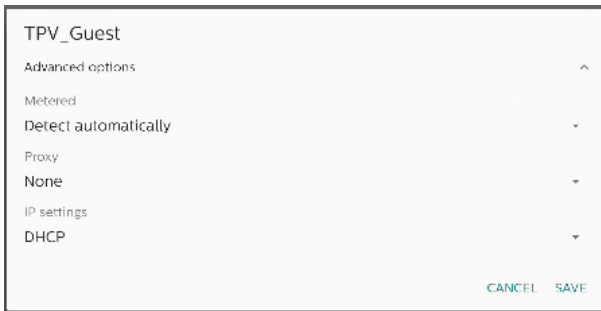 TPV_Guest
Advanced options
Metered
Detect automatically
Proxy
None
IP settings
DHCP
CANCEL SAVE